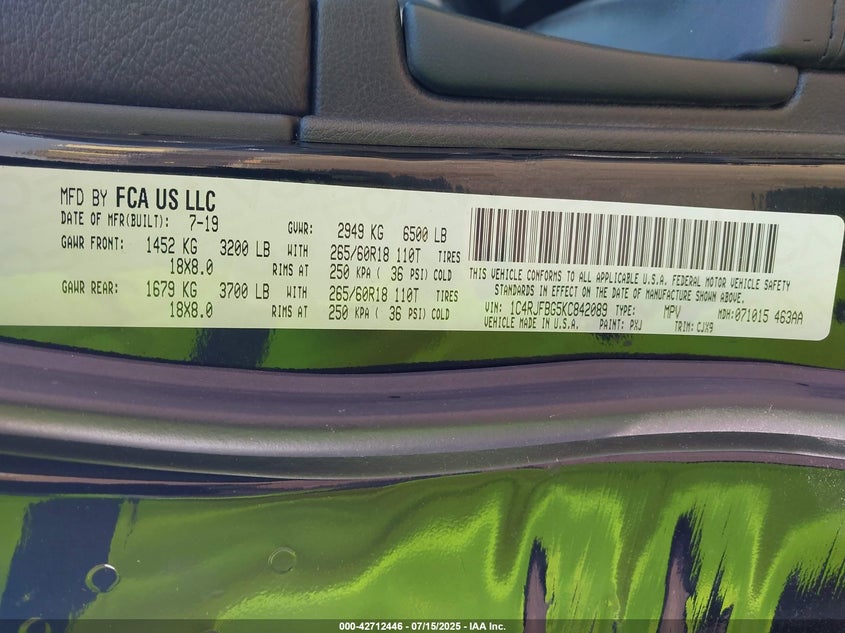 MFD BY FCA US LLC
DATE OF MFR(BUILT): 7-19 GVWR: 2949 KG 6500 LB
GAWR FRONT: 1452 KG 3200 LB WITH 265/60R18 110T TIRES
18X8.0 RIMS AT 250 KPA ( 36 PSI) COLD
GAWR REAR: 1679 KG 3700 LB WITH 265/60R18 110T TIRES
18X8.0 RIMS AT 250 KPA ( 36 PSI) COLD
THIS VEHICLE CONFORMS TO ALL APPLICABLE U.S.A. FEDERAL MOTOR VEHICLE SAFETY
STANDARDS IN EFFECT ON THE DATE OF MANUFACTURE SHOWN ABOVE.
VIN: 1C4RJFBG5KC842089 TYPE: MPV MDH: 071015 463AA
VEHICLE MADE IN U.S.A. PAINT: PXJ TRIM: CJX9
000-42712446 - 07/15/2025 - IAA Inc.